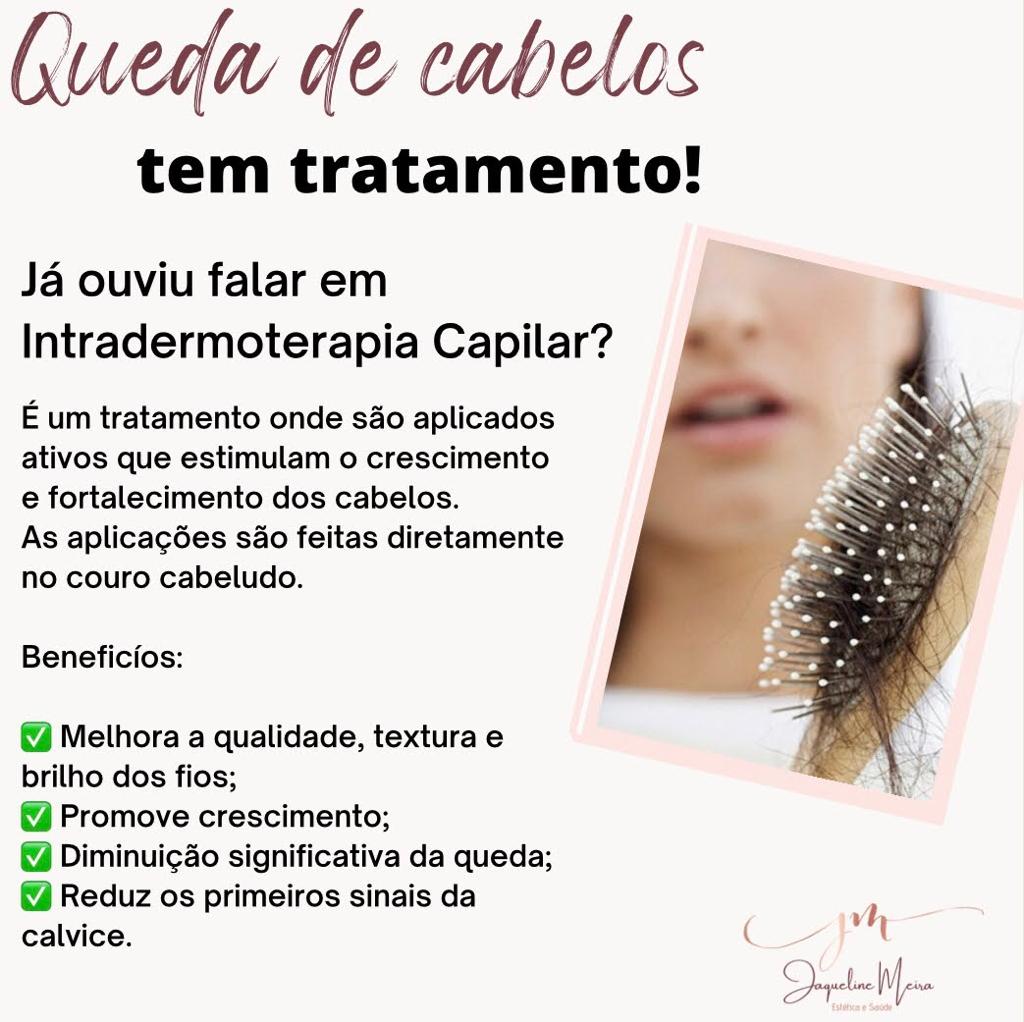 Queda de cabelos
tem tratamento!
Já ouviu falar em
Intradermoterapia Capilar?
É um tratamento onde são aplicados
ativos que estimulam o crescimento
e fortalecimento dos cabelos.
As aplicações são feitas diretamente
no couro cabeludo.
Beneficíos:
✅ Melhora a qualidade, textura e
brilho dos fios;
✅ Promove crescimento;
✅ Diminuição significativa da queda;
✅ Reduz os primeiros sinais da
calvice.
JM
Jaqueline Meira
Estética e Saúde